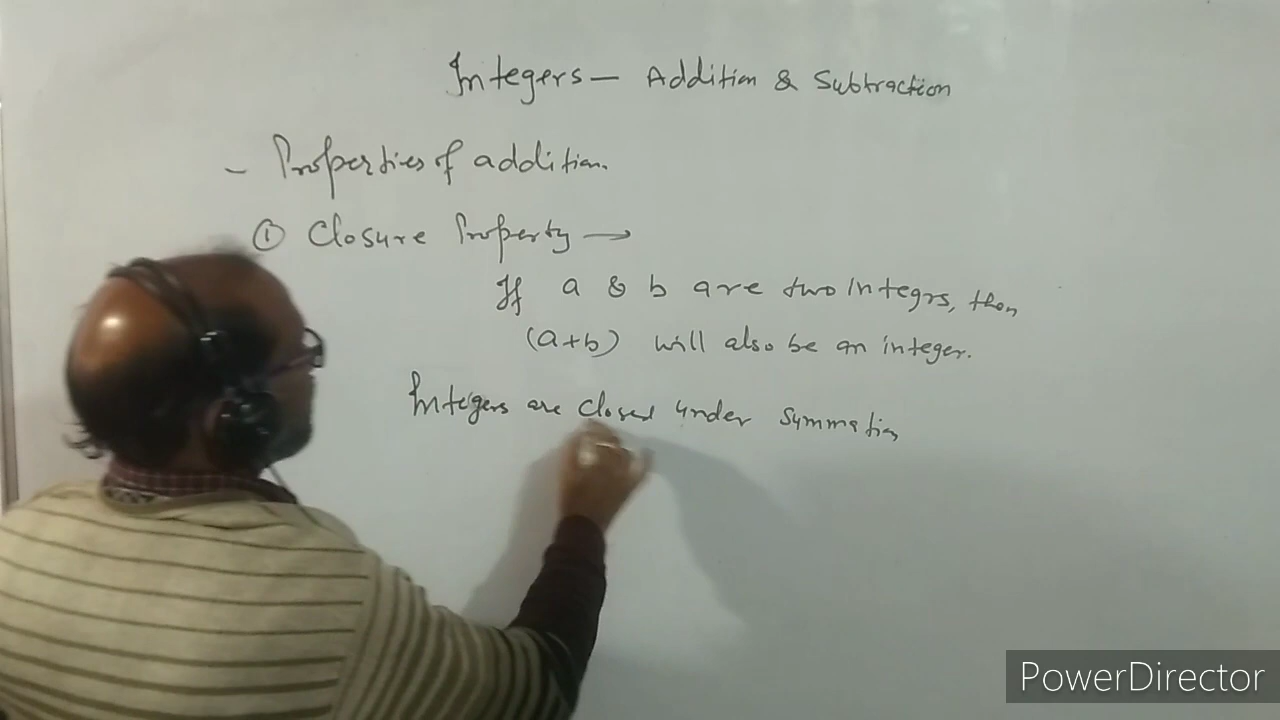 Integers — Addition & Subtraction
- Properties of addition.
① Closure Property →
If a & b are two integrs, then
(a+b) will also be an integer.
Integers are closed under summation
PowerDirector